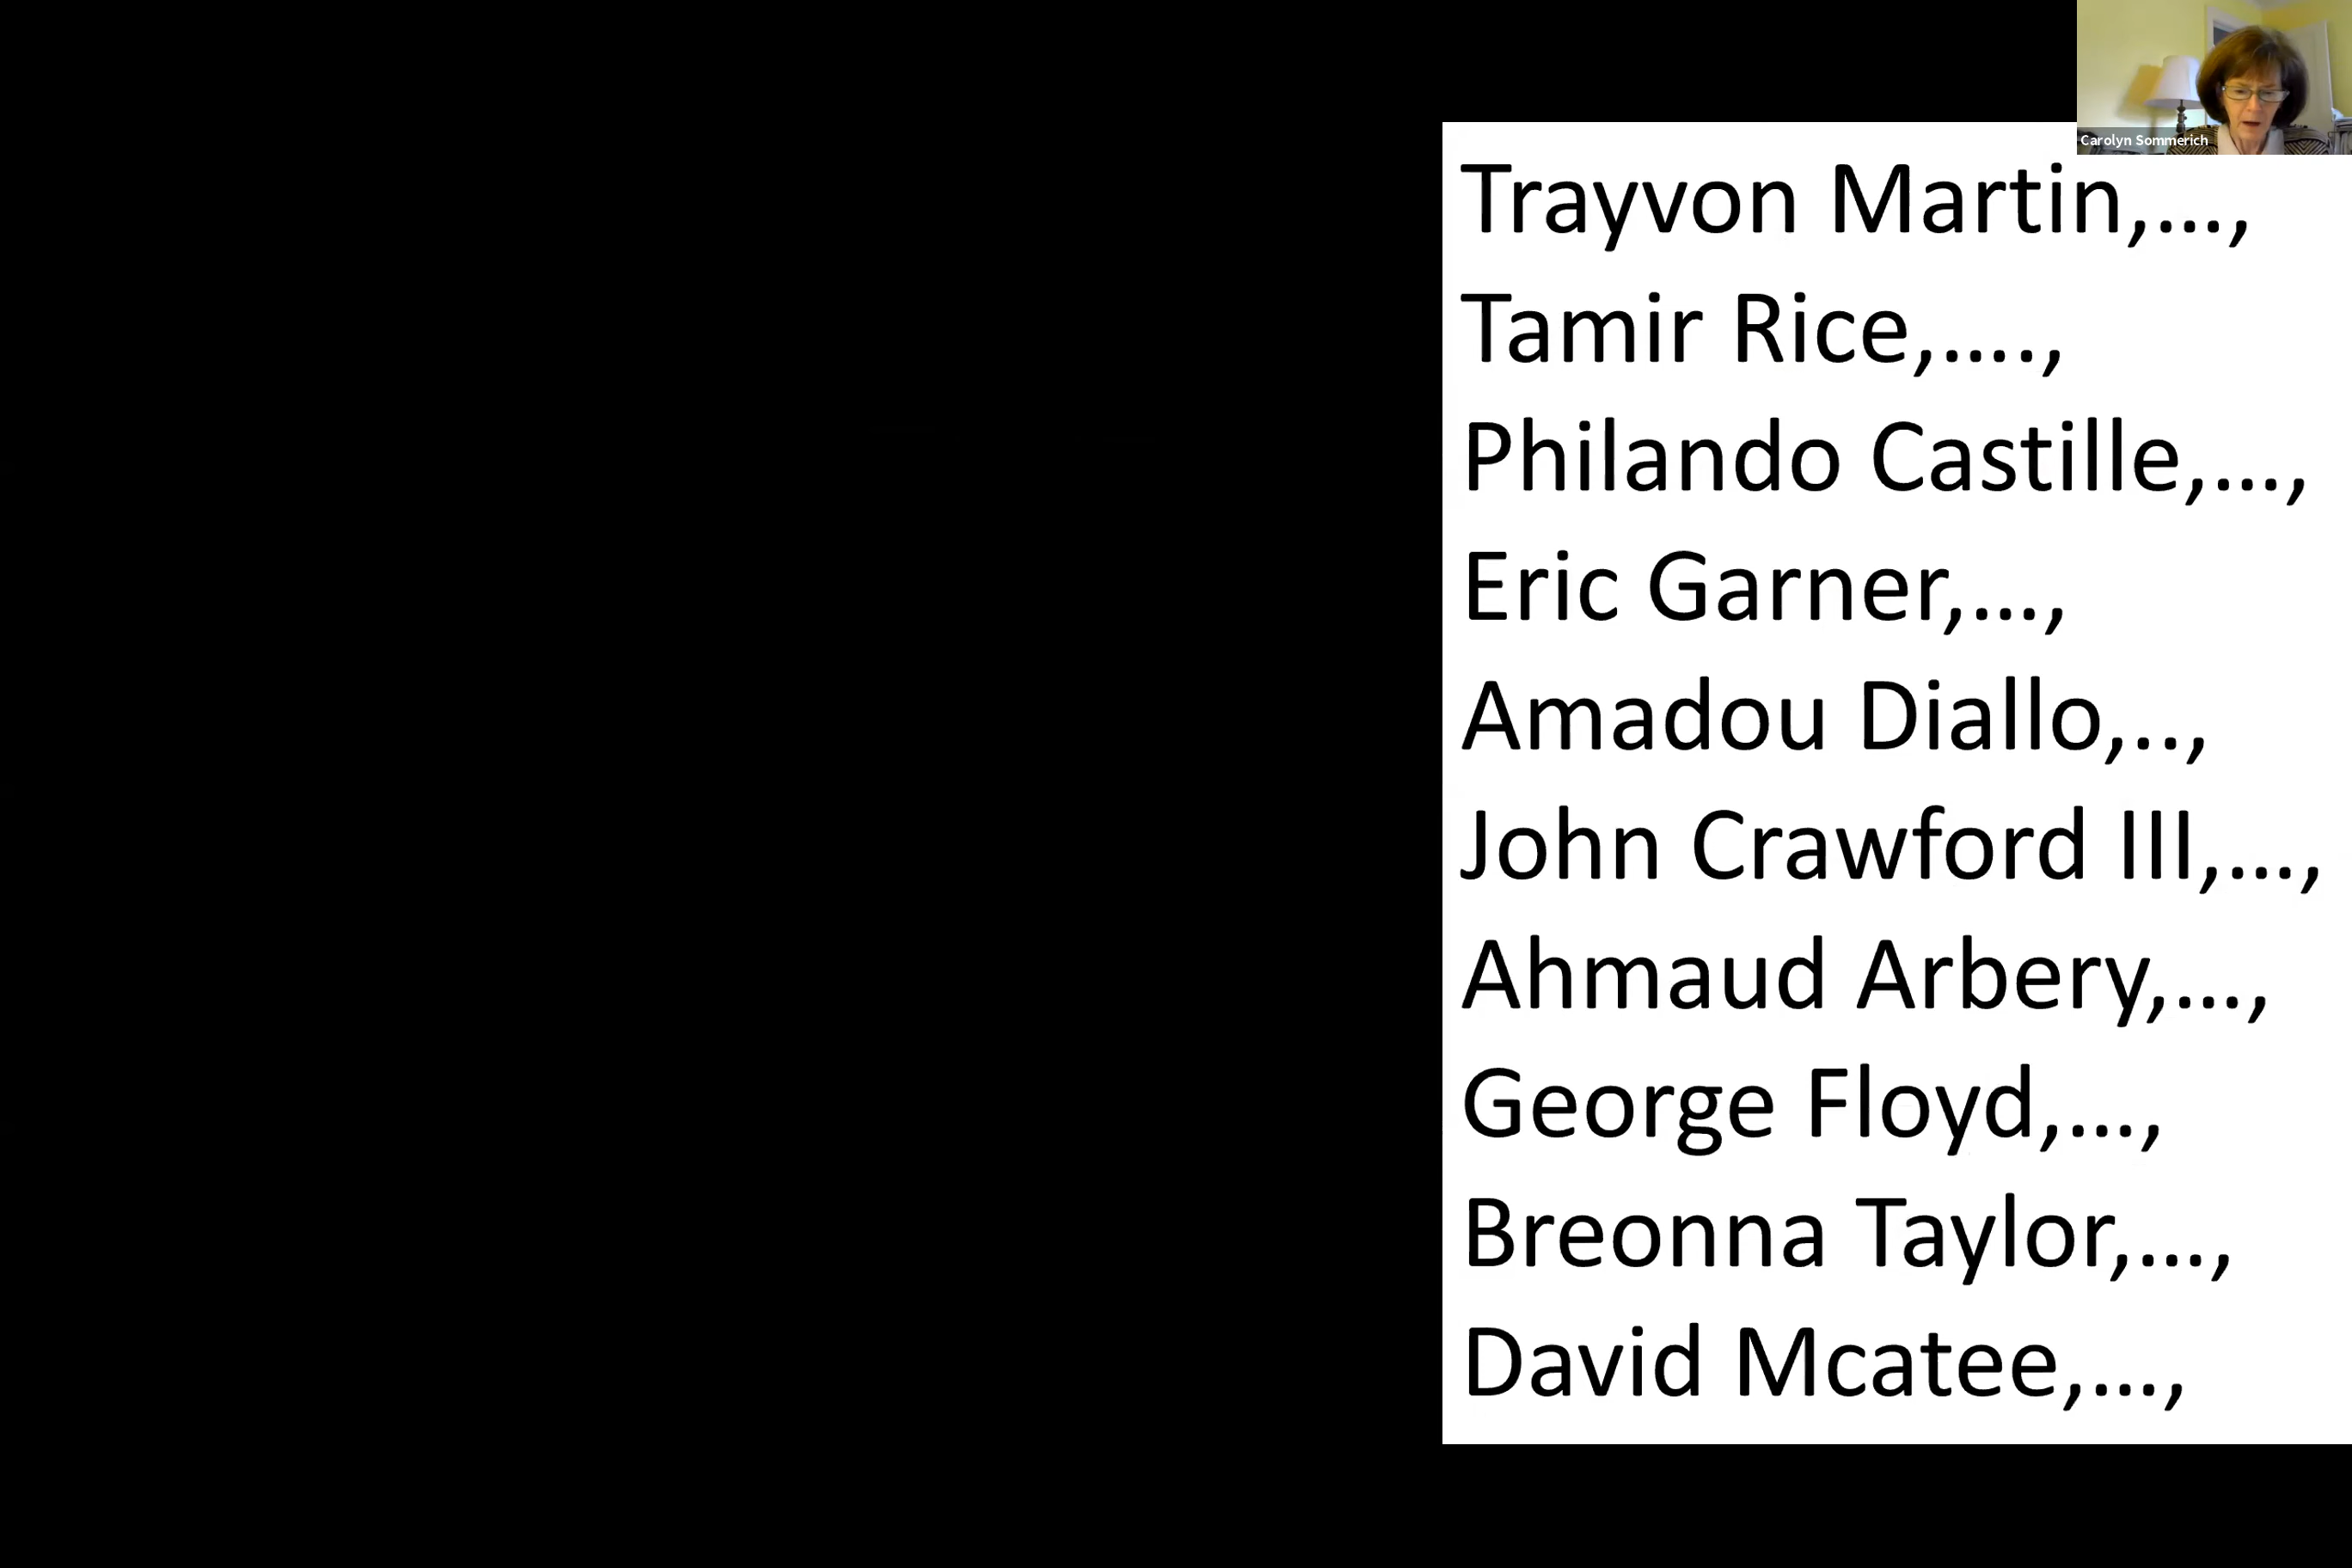 Carolyn Sommerich
Trayvon Martin,...,
Tamir Rice,....,
Philando Castille,...,
Eric Garner,...,
Amadou Diallo,..,
John Crawford III,...,
Ahmaud Arbery,...,
George Floyd,...,
Breonna Taylor,...,
David Mcatee,...,